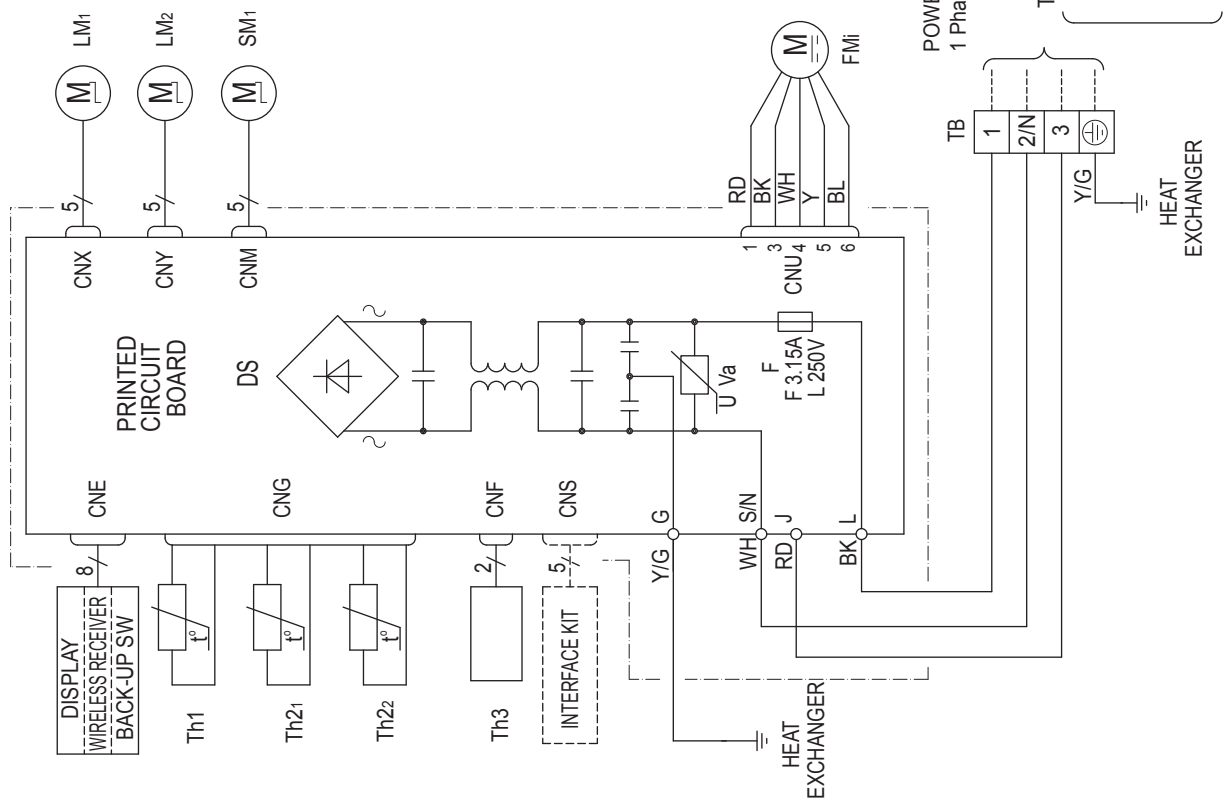 DISPLAY
WIRELESS RECEIVER
BACK-UP SW
8
CNE
Th1
Th21
Th22
CNG
Th3
2
CNF
INTERFACE KIT
5
CNS
HEAT
EXCHANGER
Y/G
G
WH
S/N
RD
J
BK
L
PRINTED
CIRCUIT
BOARD
DS
U
Va
F
F 3.15A
L 250V
CNX
5
M
LM1
CNY
5
M
LM2
CNM
5
M
SM1
CNU
1
3
4
5
6
RD
BK
WH
Y
BL
M
FMi
TB
1
2/N
3
Y/G
HEAT
EXCHANGER
POWE
1 Pha
T